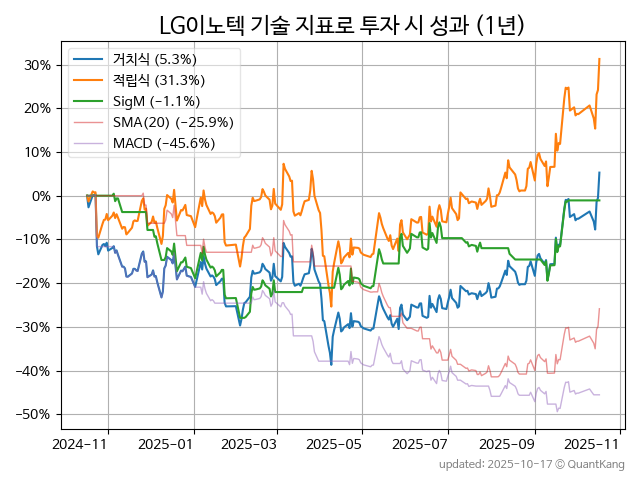 LG이노텍 기술 지표로 투자 시 성과 (1년)
거치식 (5.3%)
적립식 (31.3%)
SigM (−1.1%)
SMA(20) (−25.9%)
MACD (−45.6%)
30%
20%
10%
0%
−10%
−20%
−30%
−40%
−50%
2024-11 2025-01 2025-03 2025-05 2025-07 2025-09 2025-11
updated: 2025-10-17 © QuantKang